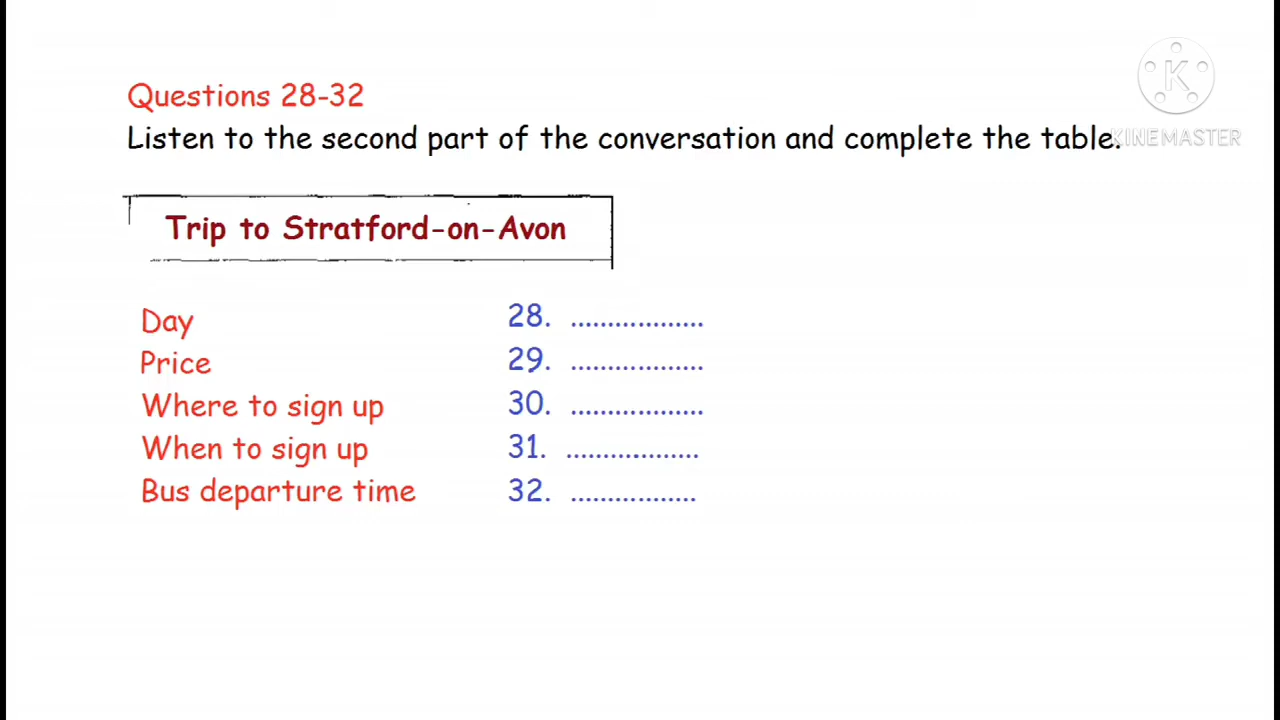 Questions 28-32
Listen to the second part of the conversation and complete the table.
K
KINEMASTER
Trip to Stratford-on-Avon
Day 28. ..................
Price 29. ..................
Where to sign up 30. ..................
When to sign up 31. ..................
Bus departure time 32. .................